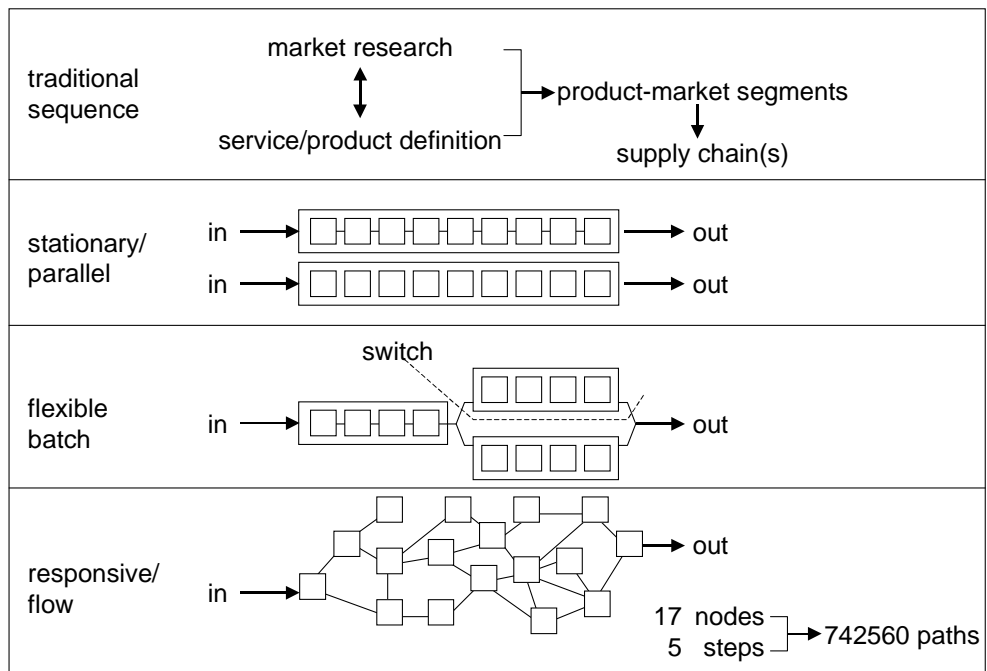 market research
traditional
sequence
product-market segments
service/product definition
supply chain(s)
in
out
stationary/
parallel
in
out
switch
flexible
batch
in
out
out
responsive/
flow
in
17 nodes
5 steps
742560 paths